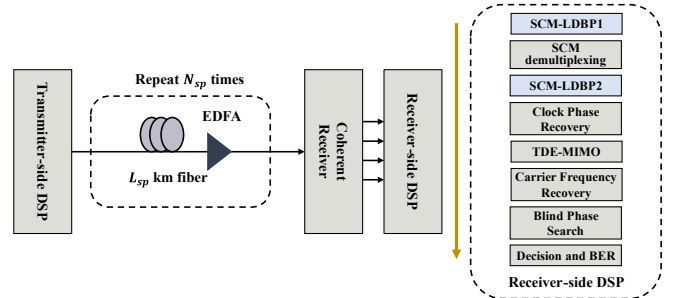 Transmitter-side DSP
Repeat N_sp times
EDFA
L_sp km fiber
Coherent
Receiver
Receiver-side DSP
SCM-LDBP1
SCM
demultiplexing
SCM-LDBP2
Clock Phase
Recovery
TDE-MIMO
Carrier Frequency
Recovery
Blind Phase
Search
Decision and BER
Receiver-side DSP